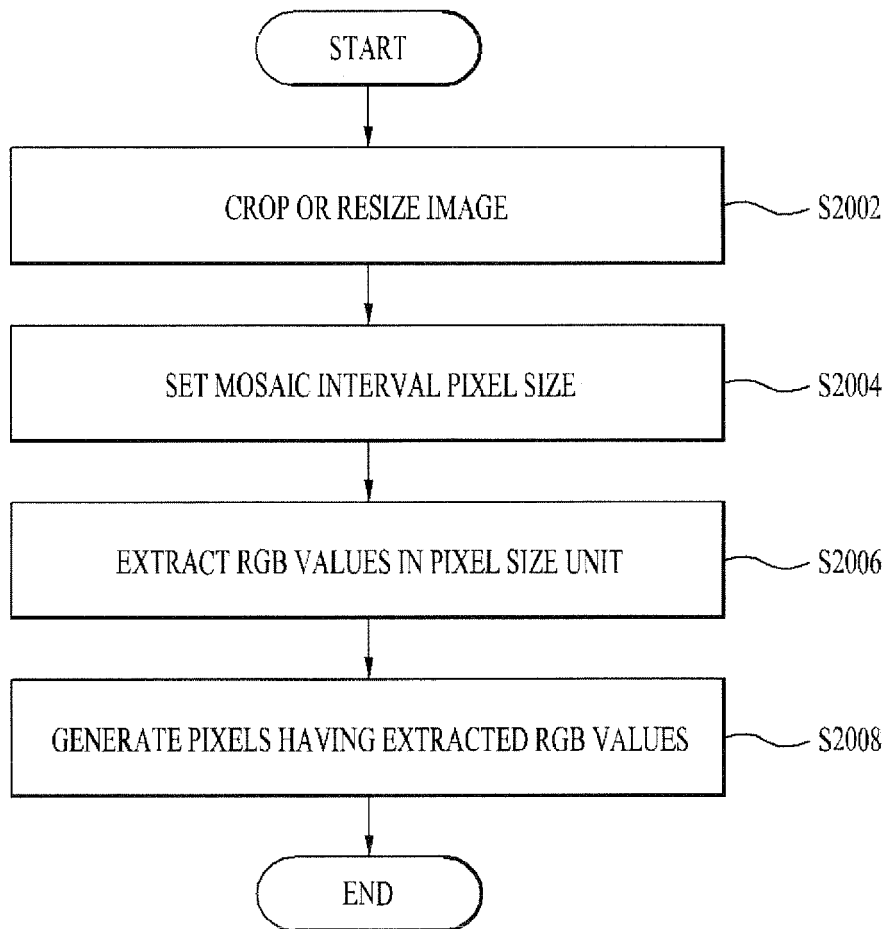 START
CROP OR RESIZE IMAGE
S2002
SET MOSAIC INTERVAL PIXEL SIZE
S2004
EXTRACT RGB VALUES IN PIXEL SIZE UNIT
S2006
GENERATE PIXELS HAVING EXTRACTED RGB VALUES
S2008
END